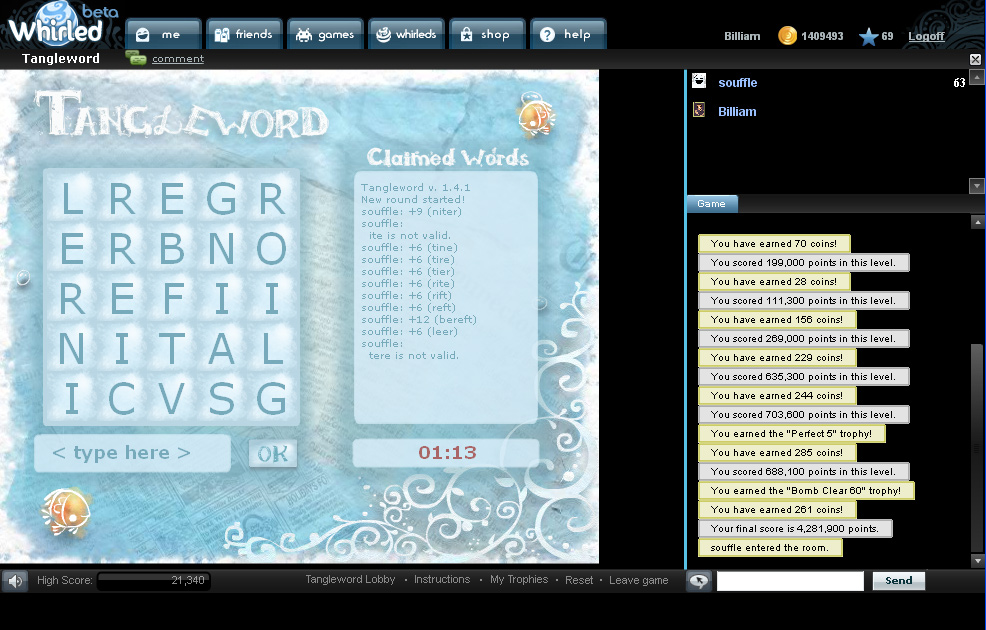 Whirled beta
me
friends
games
whirleds
shop
? help
Billiam 1409493 69 Logoff
Tangleword comment
TANGLEWORD
Claimed Words
L R E G R
E R B N O
R E F I I
N I T A L
I C V S G
Tangleword v. 1.4.1
New round started!
souffle: +9 (niter)
souffle:
ite is not valid.
souffle: +6 (tine)
souffle: +6 (tire)
souffle: +6 (tier)
souffle: +6 (rite)
souffle: +6 (rift)
souffle: +6 (reft)
souffle: +12 (bereft)
souffle: +6 (leer)
souffle:
tere is not valid.
< type here > OK
01:13
souffle 63
Billiam
Game
You have earned 70 coins!
You scored 199,000 points in this level.
You have earned 28 coins!
You scored 111,300 points in this level.
You have earned 156 coins!
You scored 269,000 points in this level.
You have earned 229 coins!
You scored 635,300 points in this level.
You have earned 244 coins!
You scored 703,600 points in this level.
You earned the "Perfect 5" trophy!
You have earned 285 coins!
You scored 688,100 points in this level.
You earned the "Bomb Clear 60" trophy!
You have earned 261 coins!
Your final score is 4,281,900 points.
souffle entered the room.
High Score: 21,340
Tangleword Lobby • Instructions • My Trophies • Reset • Leave game
Send